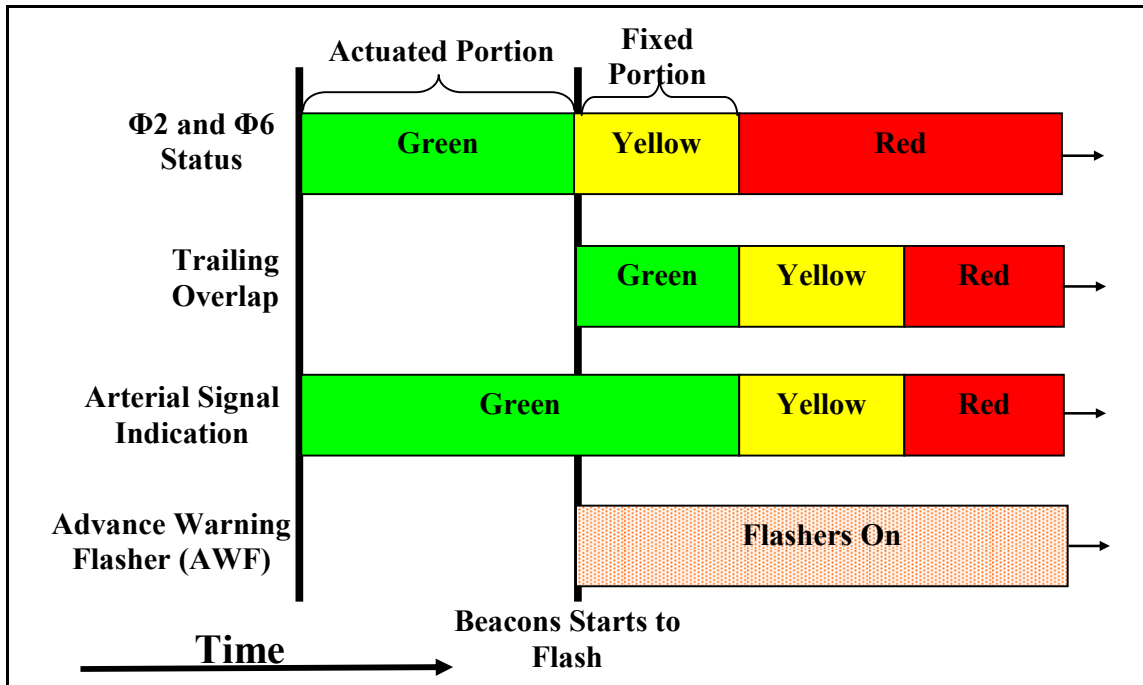 Actuated Portion
Fixed
Portion
Φ2 and Φ6
Status
Green
Yellow
Red
Trailing
Overlap
Green
Yellow
Red
Arterial Signal
Indication
Green
Yellow
Red
Advance Warning
Flasher (AWF)
Flashers On
Beacons Starts to
Flash
Time